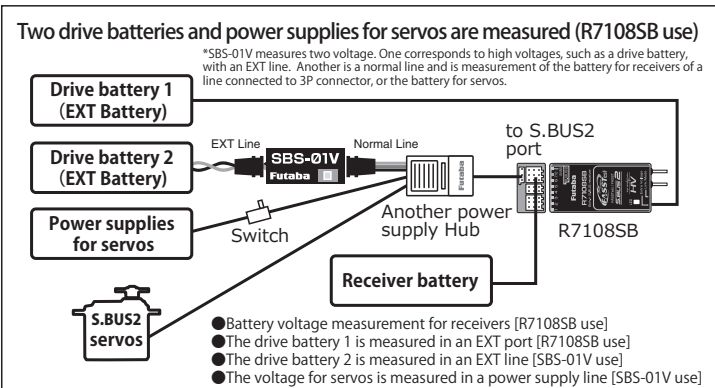 Two drive batteries and power supplies for servos are measured (R7108SB use)
*SBS-01V measures two voltage. One corresponds to high voltages, such as a drive battery,
with an EXT line. Another is a normal line and is measurement of the battery for receivers of a
line connected to 3P connector, or the battery for servos.
Drive battery 1
(EXT Battery)
to S.BUS2
port
Drive battery 2
(EXT Battery)
EXT Line
SBS-01V
Futaba
Normal Line
Futaba
Futaba
R7108SB
FASSTest
S.BUS2
HV
Power supplies
for servos
Switch
Another power
supply Hub
R7108SB
Receiver battery
S.BUS2
servos
●Battery voltage measurement for receivers [R7108SB use]
●The drive battery 1 is measured in an EXT port [R7108SB use]
●The drive battery 2 is measured in an EXT line [SBS-01V use]
●The voltage for servos is measured in a power supply line [SBS-01V use]